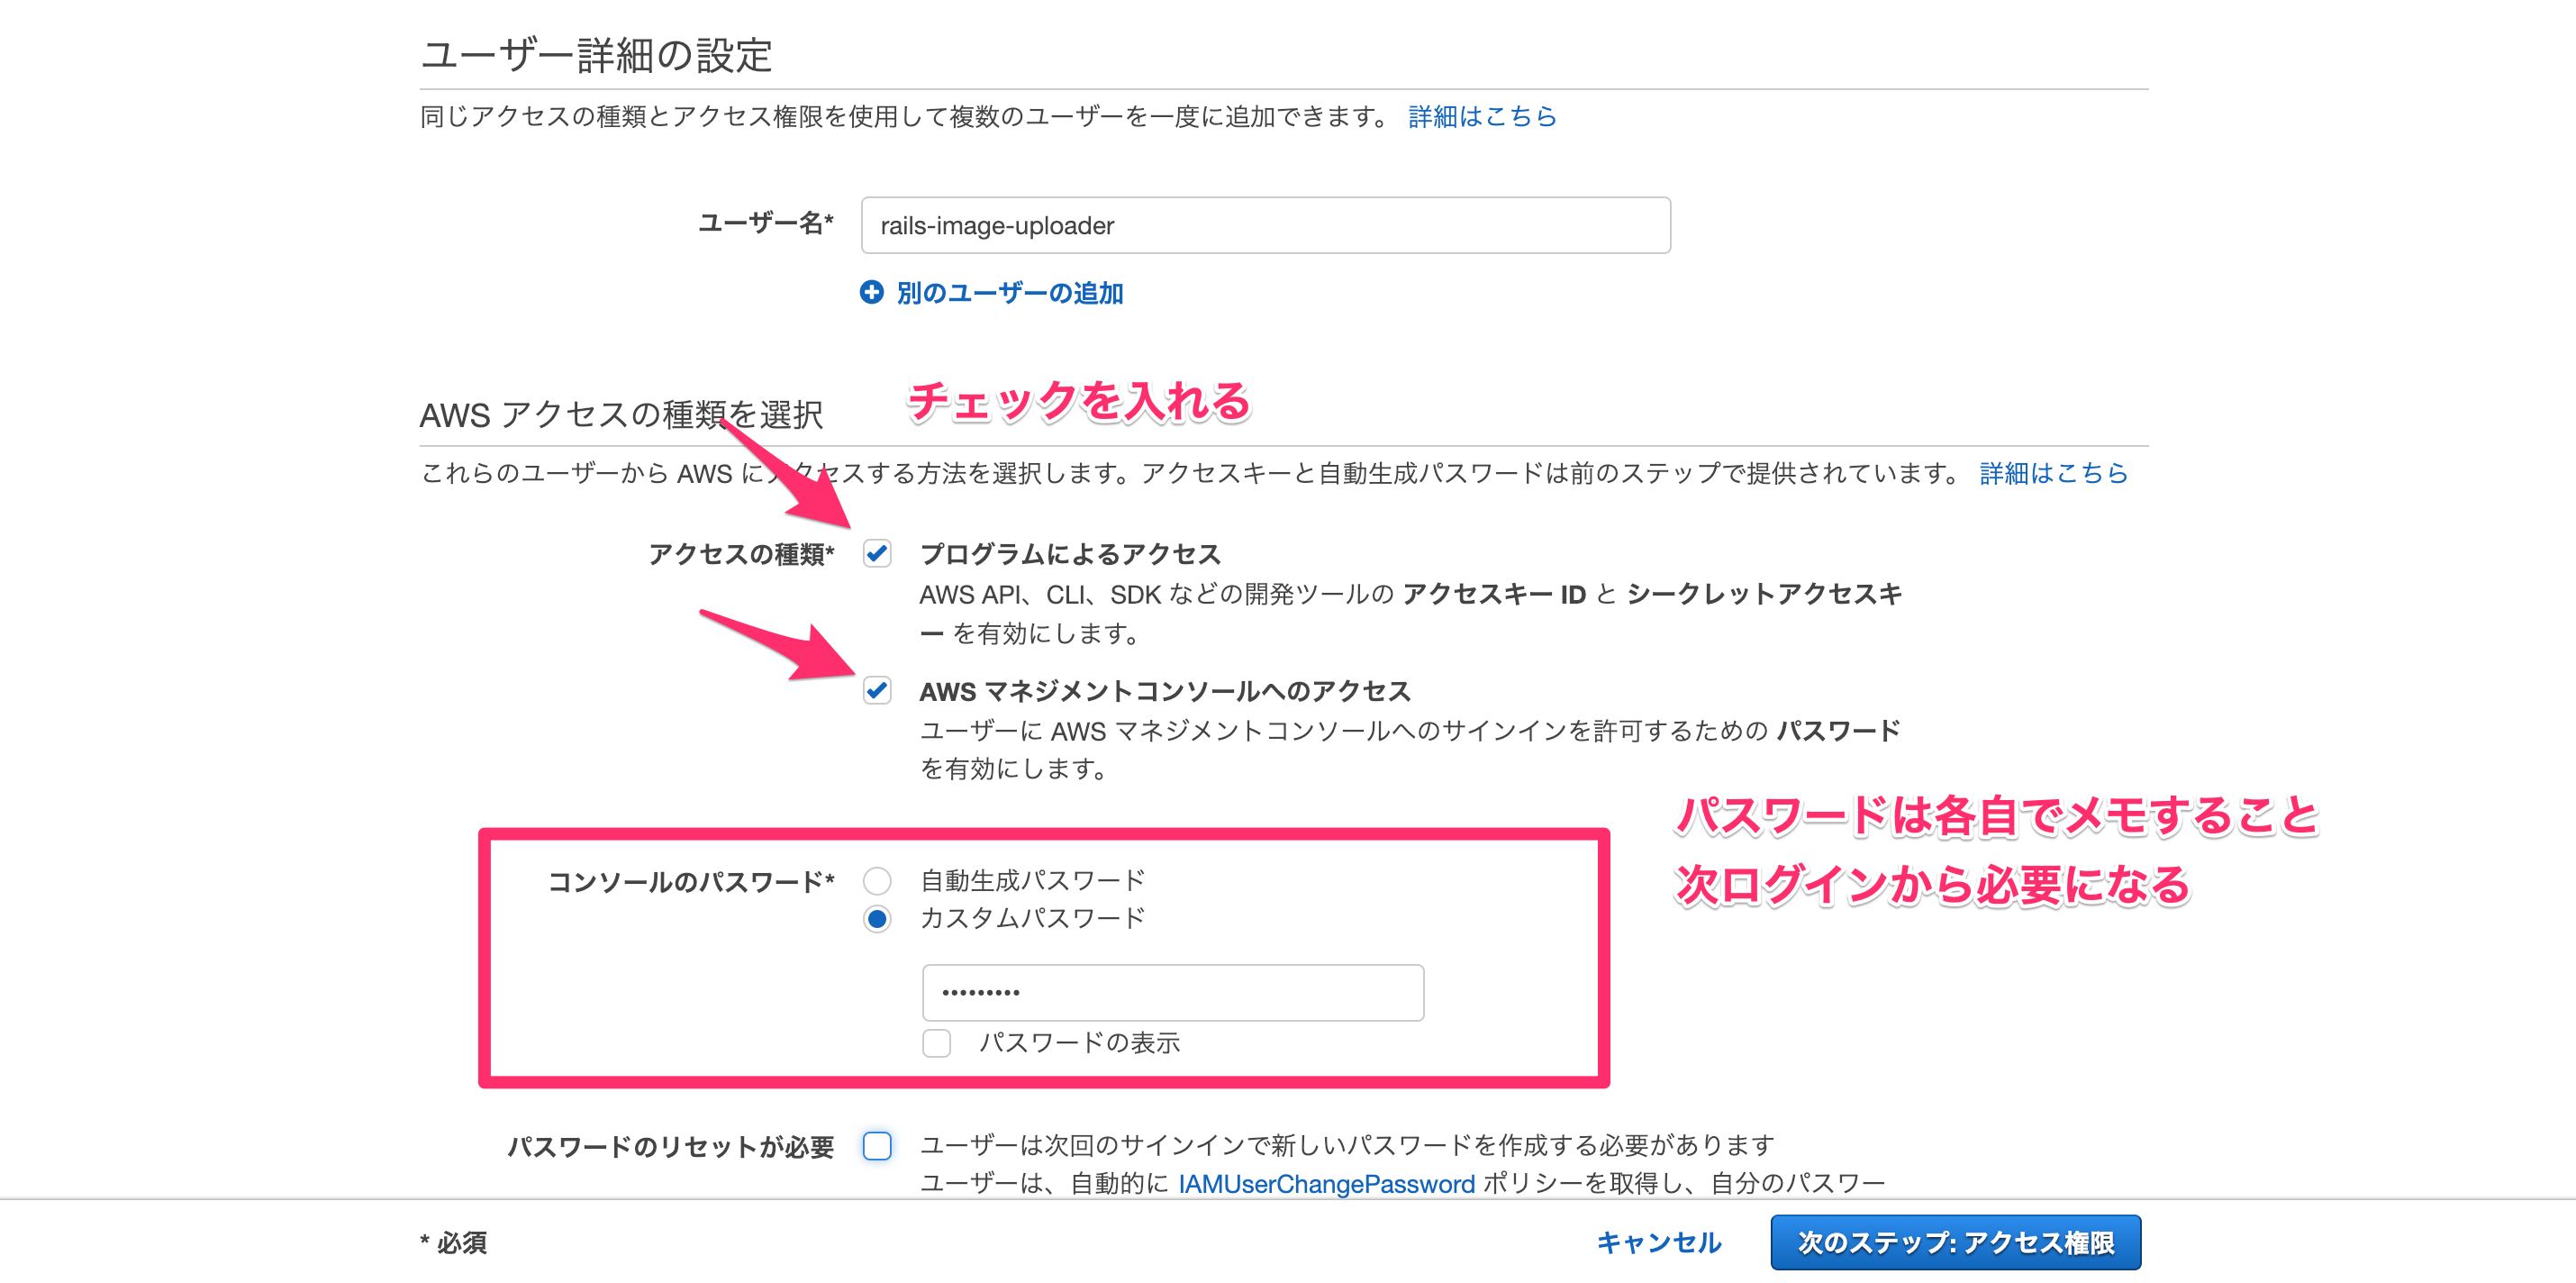 ユーザー詳細の設定
同じアクセスの種類とアクセス権限を使用して複数のユーザーを一度に追加できます。 詳細はこちら
ユーザー名* rails-image-uploader
別のユーザーの追加
チェックを入れる
AWS アクセスの種類を選択
これらのユーザーから AWS にアクセスする方法を選択します。アクセスキーと自動生成パスワードは前のステップで提供されています。 詳細はこちら
アクセスの種類* プログラムによるアクセス
AWS API、CLI、SDK などの開発ツールの アクセスキー ID と シークレットアクセスキ
ー を有効にします。
AWS マネジメントコンソールへのアクセス
ユーザーに AWS マネジメントコンソールへのサインインを許可するための パスワード
を有効にします。
パスワードは各自でメモすること
次ログインから必要になる
コンソールのパスワード* 自動生成パスワード
カスタムパスワード
•••••••••
パスワードの表示
パスワードのリセットが必要 ユーザーは次回のサインインで新しいパスワードを作成する必要があります
ユーザーは、自動的に IAMUserChangePassword ポリシーを取得し、自分のパスワー
* 必須 キャンセル 次のステップ: アクセス権限